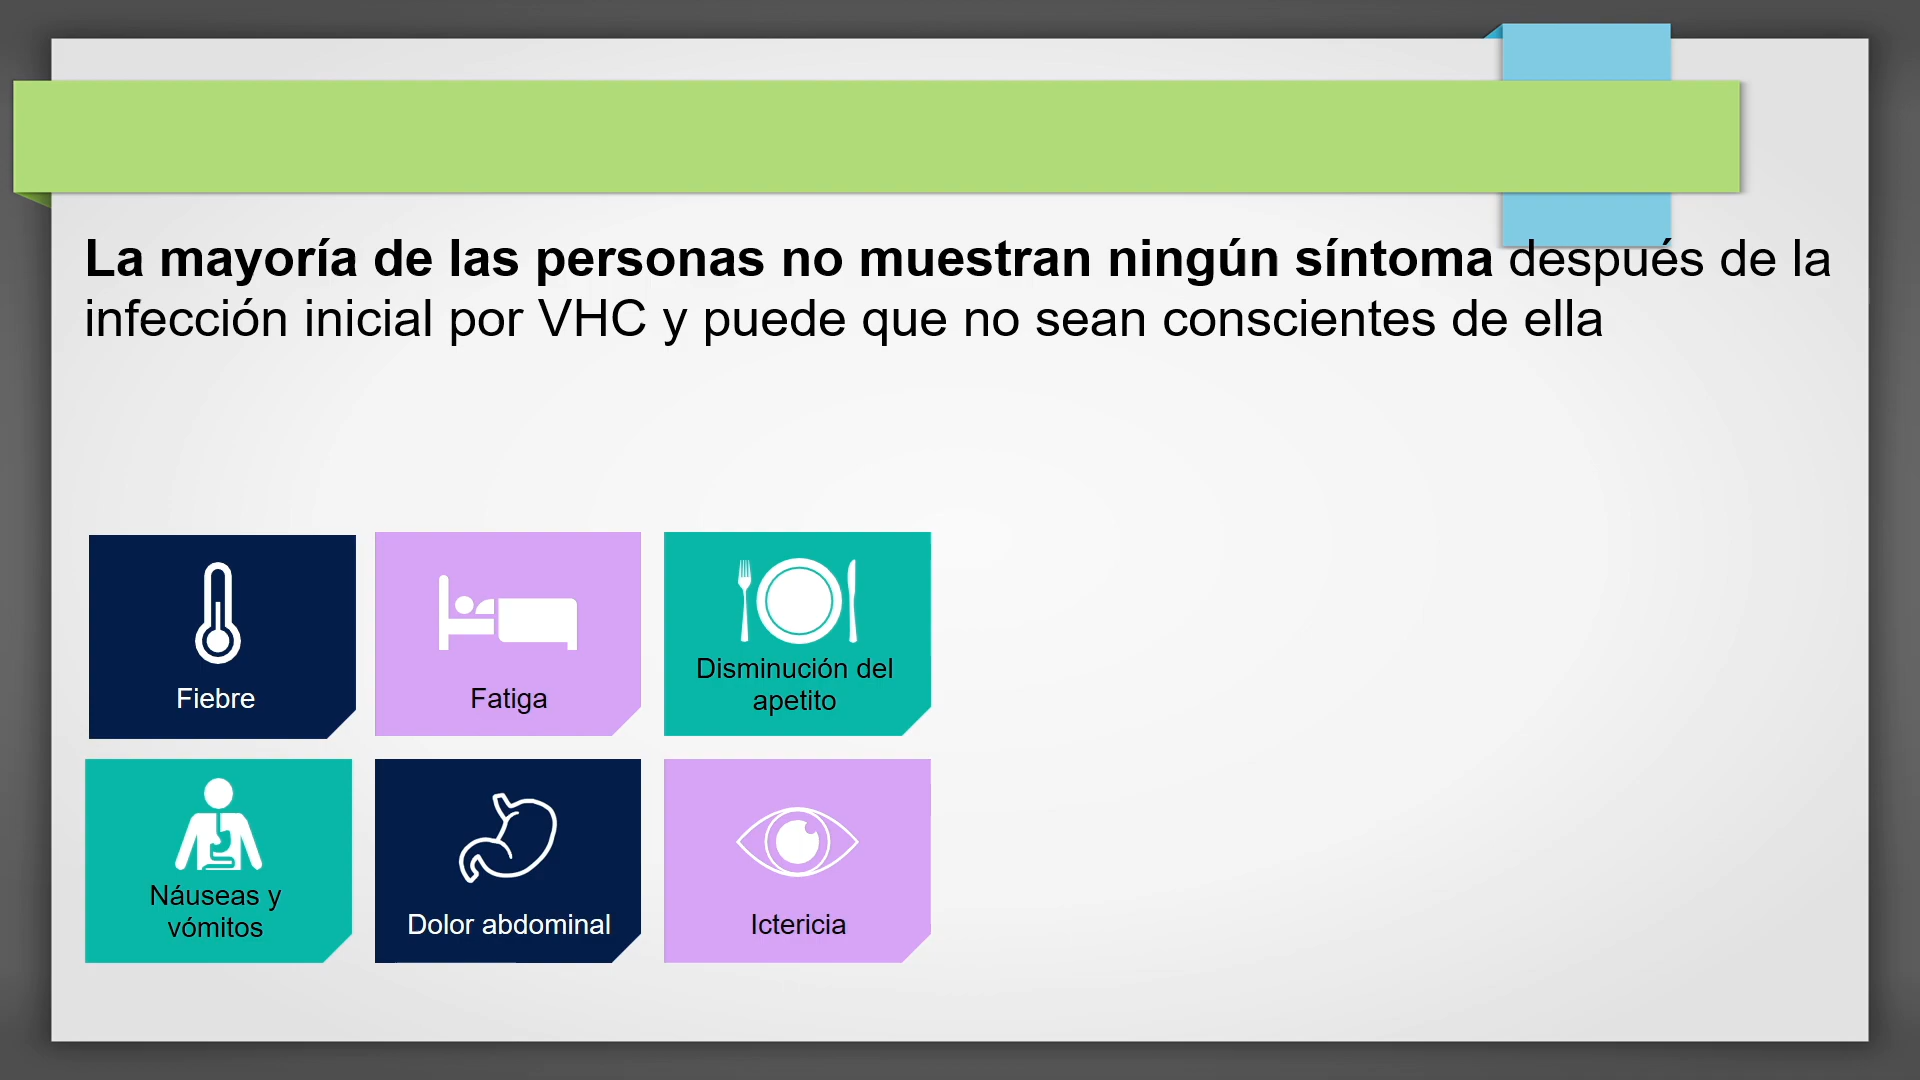 La mayoría de las personas no muestran ningún síntoma después de la
infección inicial por VHC y puede que no sean conscientes de ella
Fiebre
Fatiga
Disminución del
apetito
Náuseas y
vómitos
Dolor abdominal
Ictericia